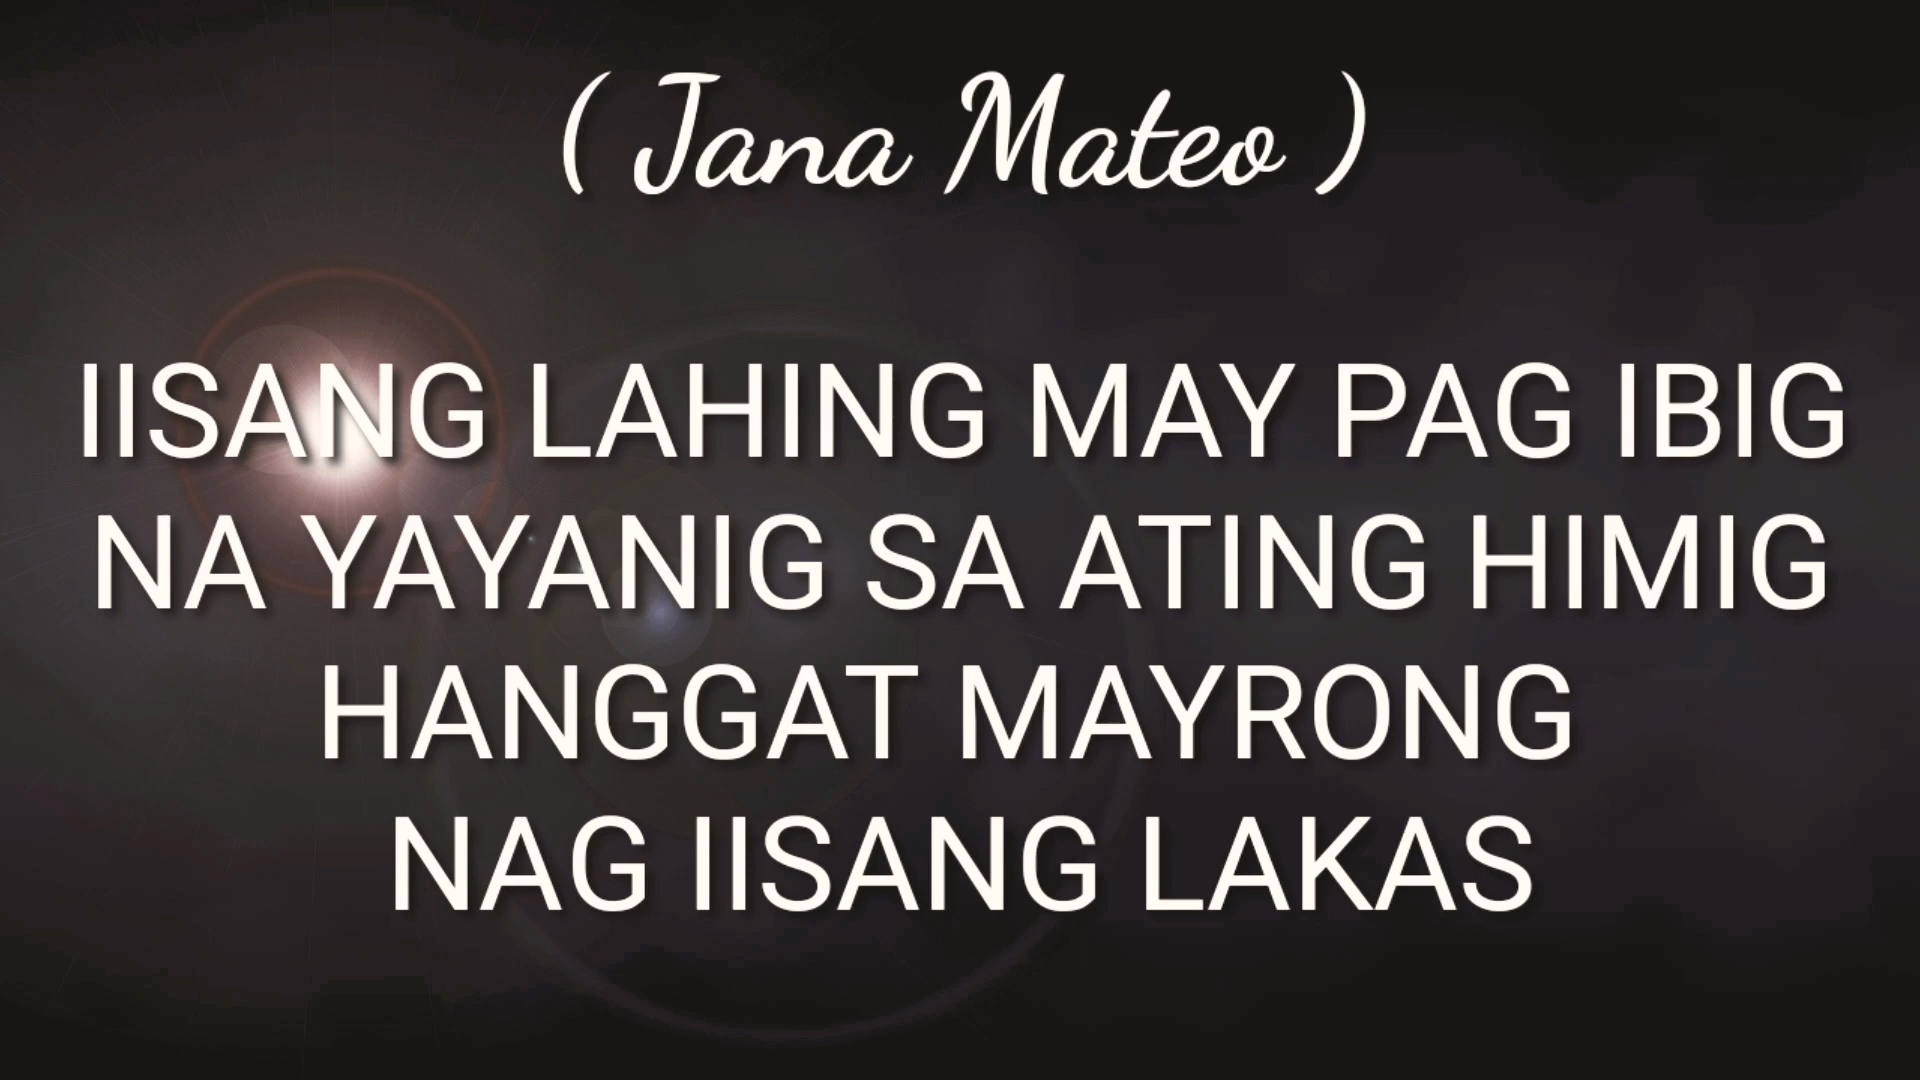 ( Jana Mateo )
IISANG LAHING MAY PAG IBIG
NA YAYANIG SA ATING HIMIG
HANGGAT MAYRONG
NAG IISANG LAKAS